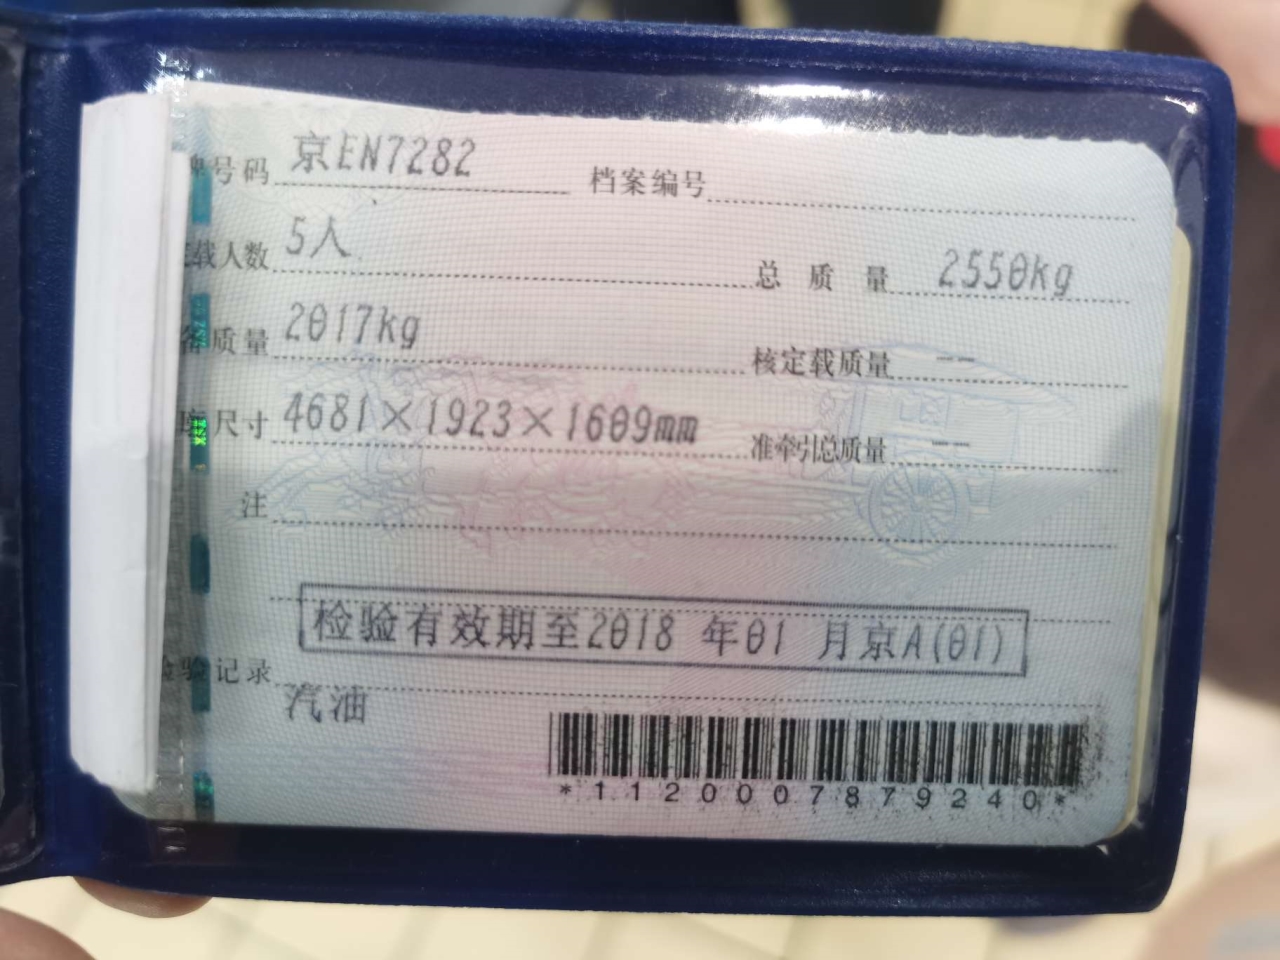 号码 京EN7282 档案编号
载人数 5人 总质量 2550kg
质量 2017kg 核定载质量 --
尺寸 4681×1923×1609mm 准牵引总质量 --
注
检验有效期至2018 年01 月京A(01)
检验记录
汽油
*1120007879240*